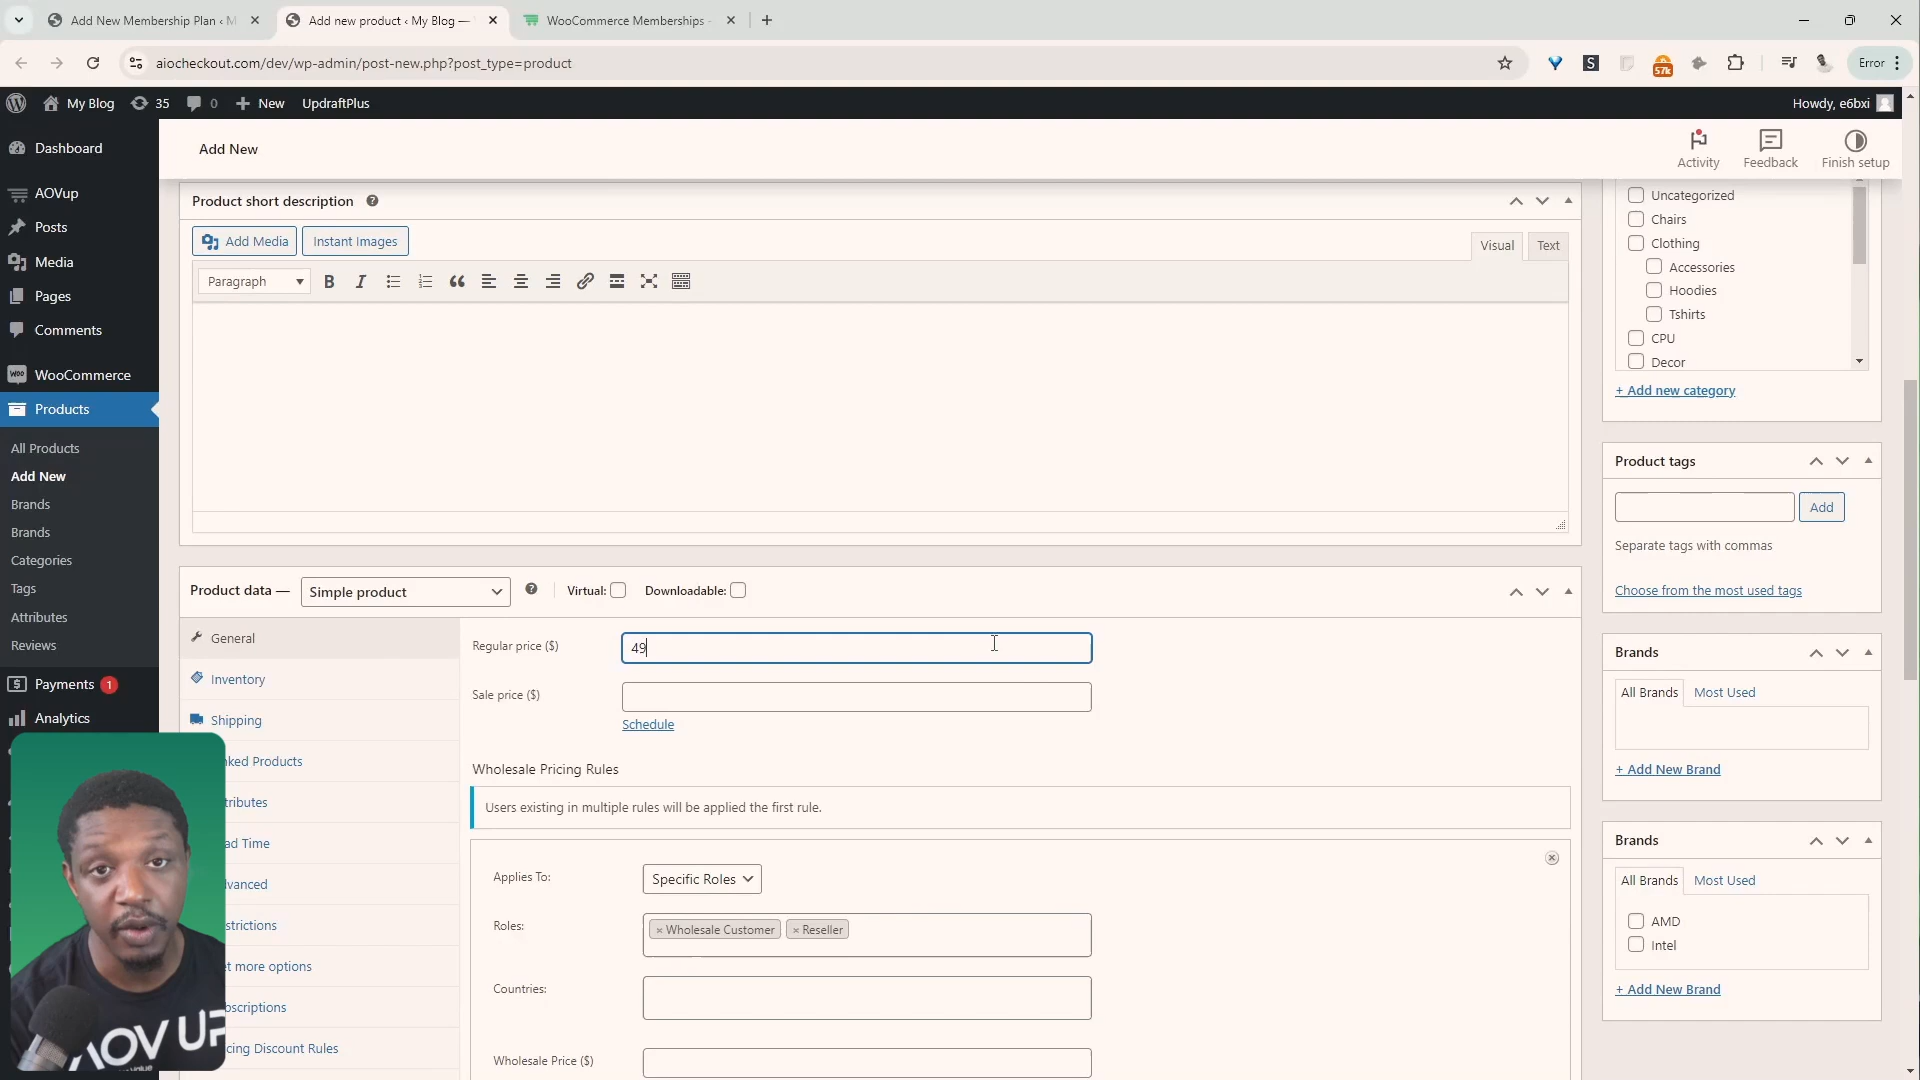 Add New Membership Plan ‹ M
Add new product ‹ My Blog —
WooCommerce Memberships -
aiocheckout.com/dev/wp-admin/post-new.php?post_type=product
S
57k
Error
My Blog
35
0
New
UpdraftPlus
Howdy, e6bxi
Dashboard
AOVup
Posts
Media
Pages
Comments
WooCommerce
Products
All Products
Add New
Brands
Brands
Categories
Tags
Attributes
Reviews
Payments 1
Analytics
Add New
Activity
Feedback
Finish setup
Product short description
Add Media
Instant Images
Visual
Text
Paragraph
Product data —
Simple product
Virtual:
Downloadable:
General
Inventory
Shipping
nked Products
tributes
ad Time
vanced
strictions
et more options
bscriptions
cing Discount Rules
Regular price ($)
49
Sale price ($)
Schedule
Wholesale Pricing Rules
Users existing in multiple rules will be applied the first rule.
Applies To:
Specific Roles
Roles:
× Wholesale Customer
× Reseller
Countries:
Wholesale Price ($)
Uncategorized
Chairs
Clothing
Accessories
Hoodies
Tshirts
CPU
Decor
+ Add new category
Product tags
Add
Separate tags with commas
Choose from the most used tags
Brands
All Brands
Most Used
+ Add New Brand
Brands
All Brands
Most Used
AMD
Intel
+ Add New Brand
AOV UP